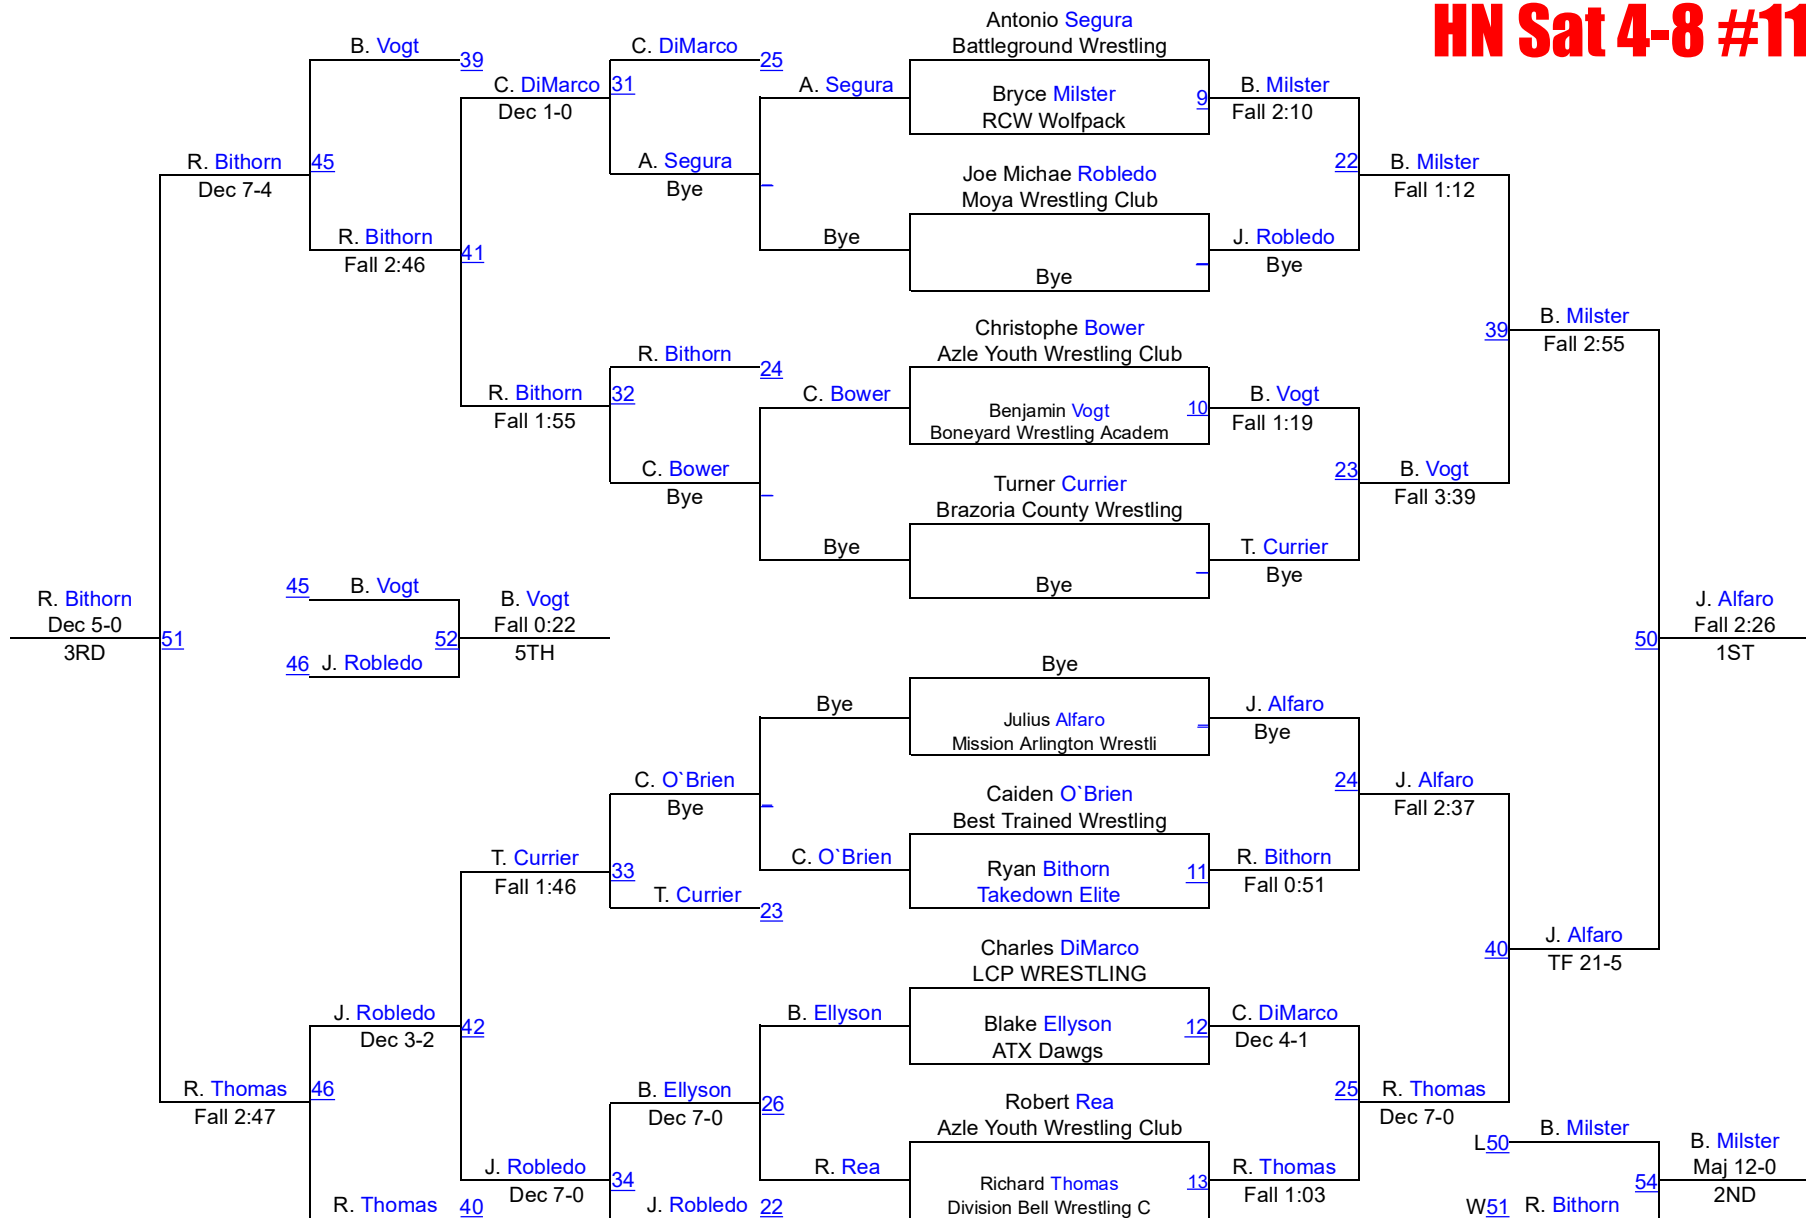 HN Sat 4-8 #11
Antonio Segura
Battleground Wrestling
B. Vogt
39
C. DiMarco
25
C. DiMarco
31
Dec 1-0
A. Segura
Bryce Milster
RCW Wolfpack
9
B. Milster
Fall 2:10
R. Bithorn
45
Dec 7-4
A. Segura
Bye
Joe Michae Robledo
Moya Wrestling Club
22
B. Milster
Fall 1:12
R. Bithorn
Fall 2:46
41
Bye
Bye
J. Robledo
Bye
Christophe Bower
Azle Youth Wrestling Club
39
B. Milster
Fall 2:55
R. Bithorn
24
R. Bithorn
32
Fall 1:55
C. Bower
Benjamin Vogt
Boneyard Wrestling Academ
10
B. Vogt
Fall 1:19
C. Bower
Bye
Turner Currier
Brazoria County Wrestling
23
B. Vogt
Fall 3:39
Bye
Bye
T. Currier
Bye
R. Bithorn
Dec 5-0
3RD
51
45
B. Vogt
46
J. Robledo
52
B. Vogt
Fall 0:22
5TH
50
J. Alfaro
Fall 2:26
1ST
Bye
Bye
Julius Alfaro
Mission Arlington Wrestli
J. Alfaro
Bye
C. O`Brien
Bye
Caiden O`Brien
Best Trained Wrestling
24
J. Alfaro
Fall 2:37
T. Currier
33
Fall 1:46
C. O`Brien
Ryan Bithorn
Takedown Elite
11
R. Bithorn
Fall 0:51
T. Currier
23
Charles DiMarco
LCP WRESTLING
40
J. Alfaro
TF 21-5
J. Robledo
Dec 3-2
42
B. Ellyson
Blake Ellyson
ATX Dawgs
12
C. DiMarco
Dec 4-1
R. Thomas
46
Fall 2:47
B. Ellyson
Dec 7-0
26
Robert Rea
Azle Youth Wrestling Club
25
R. Thomas
Dec 7-0
L50
B. Milster
B. Milster
Maj 12-0
2ND
J. Robledo
Dec 7-0
34
R. Rea
Richard Thomas
Division Bell Wrestling C
13
R. Thomas
Fall 1:03
54
R. Thomas
40
J. Robledo
22
W51
R. Bithorn